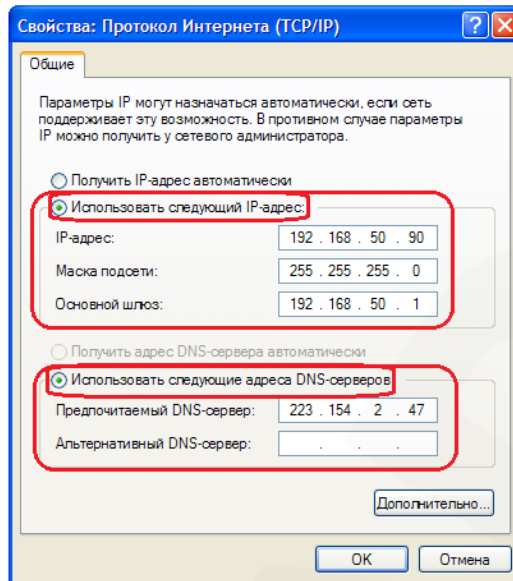 Свойства: Протокол Интернета (TCP/IP)
Общие
Параметры IP могут назначаться автоматически, если сеть
поддерживает эту возможность. В противном случае параметры
IP можно получить у сетевого администратора.
Получить IP-адрес автоматически
Использовать следующий IP-адрес:
IP-адрес: 192 . 168 . 50 . 90
Маска подсети: 255 . 255 . 255 . 0
Основной шлюз: 192 . 168 . 50 . 1
Получить адрес DNS-сервера автоматически
Использовать следующие адреса DNS-серверов
Предпочитаемый DNS-сервер: 223 . 154 . 2 . 47
Альтернативный DNS-сервер: . . .
Дополнительно...
OK Отмена